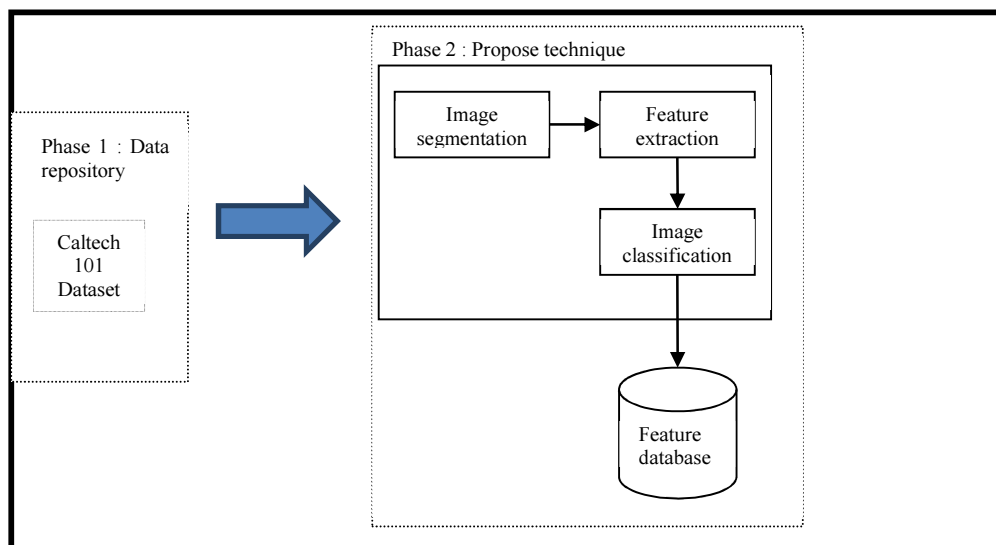 Phase 1 : Data
repository
Caltech
101
Dataset
Phase 2 : Propose technique
Image
segmentation
Feature
extraction
Image
classification
Feature
database